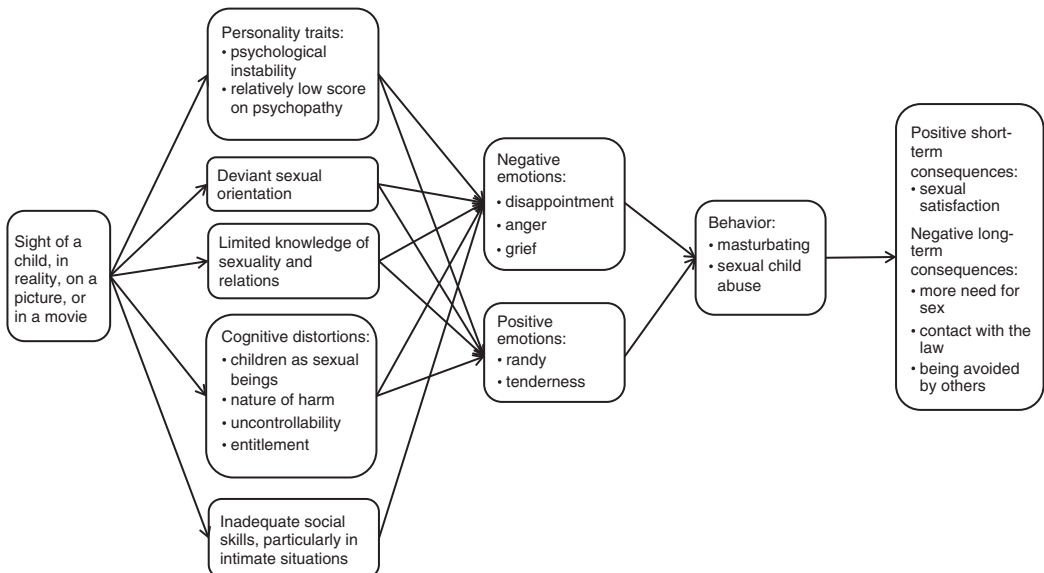 Sight of a
child, in
reality, on a
picture, or
in a movie
Personality traits:
• psychological
instability
• relatively low score
on psychopathy
Deviant sexual
orientation
Limited knowledge of
sexuality and
relations
Cognitive distortions:
• children as sexual
beings
• nature of harm
• uncontrollability
• entitlement
Inadequate social
skills, particularly in
intimate situations
Negative
emotions:
• disappointment
• anger
• grief
Positive
emotions:
• randy
• tenderness
Behavior:
• masturbating
• sexual child
abuse
Positive short-
term
consequences:
• sexual
satisfaction
Negative long-
term
consequences:
• more need for
sex
• contact with the
law
• being avoided
by others